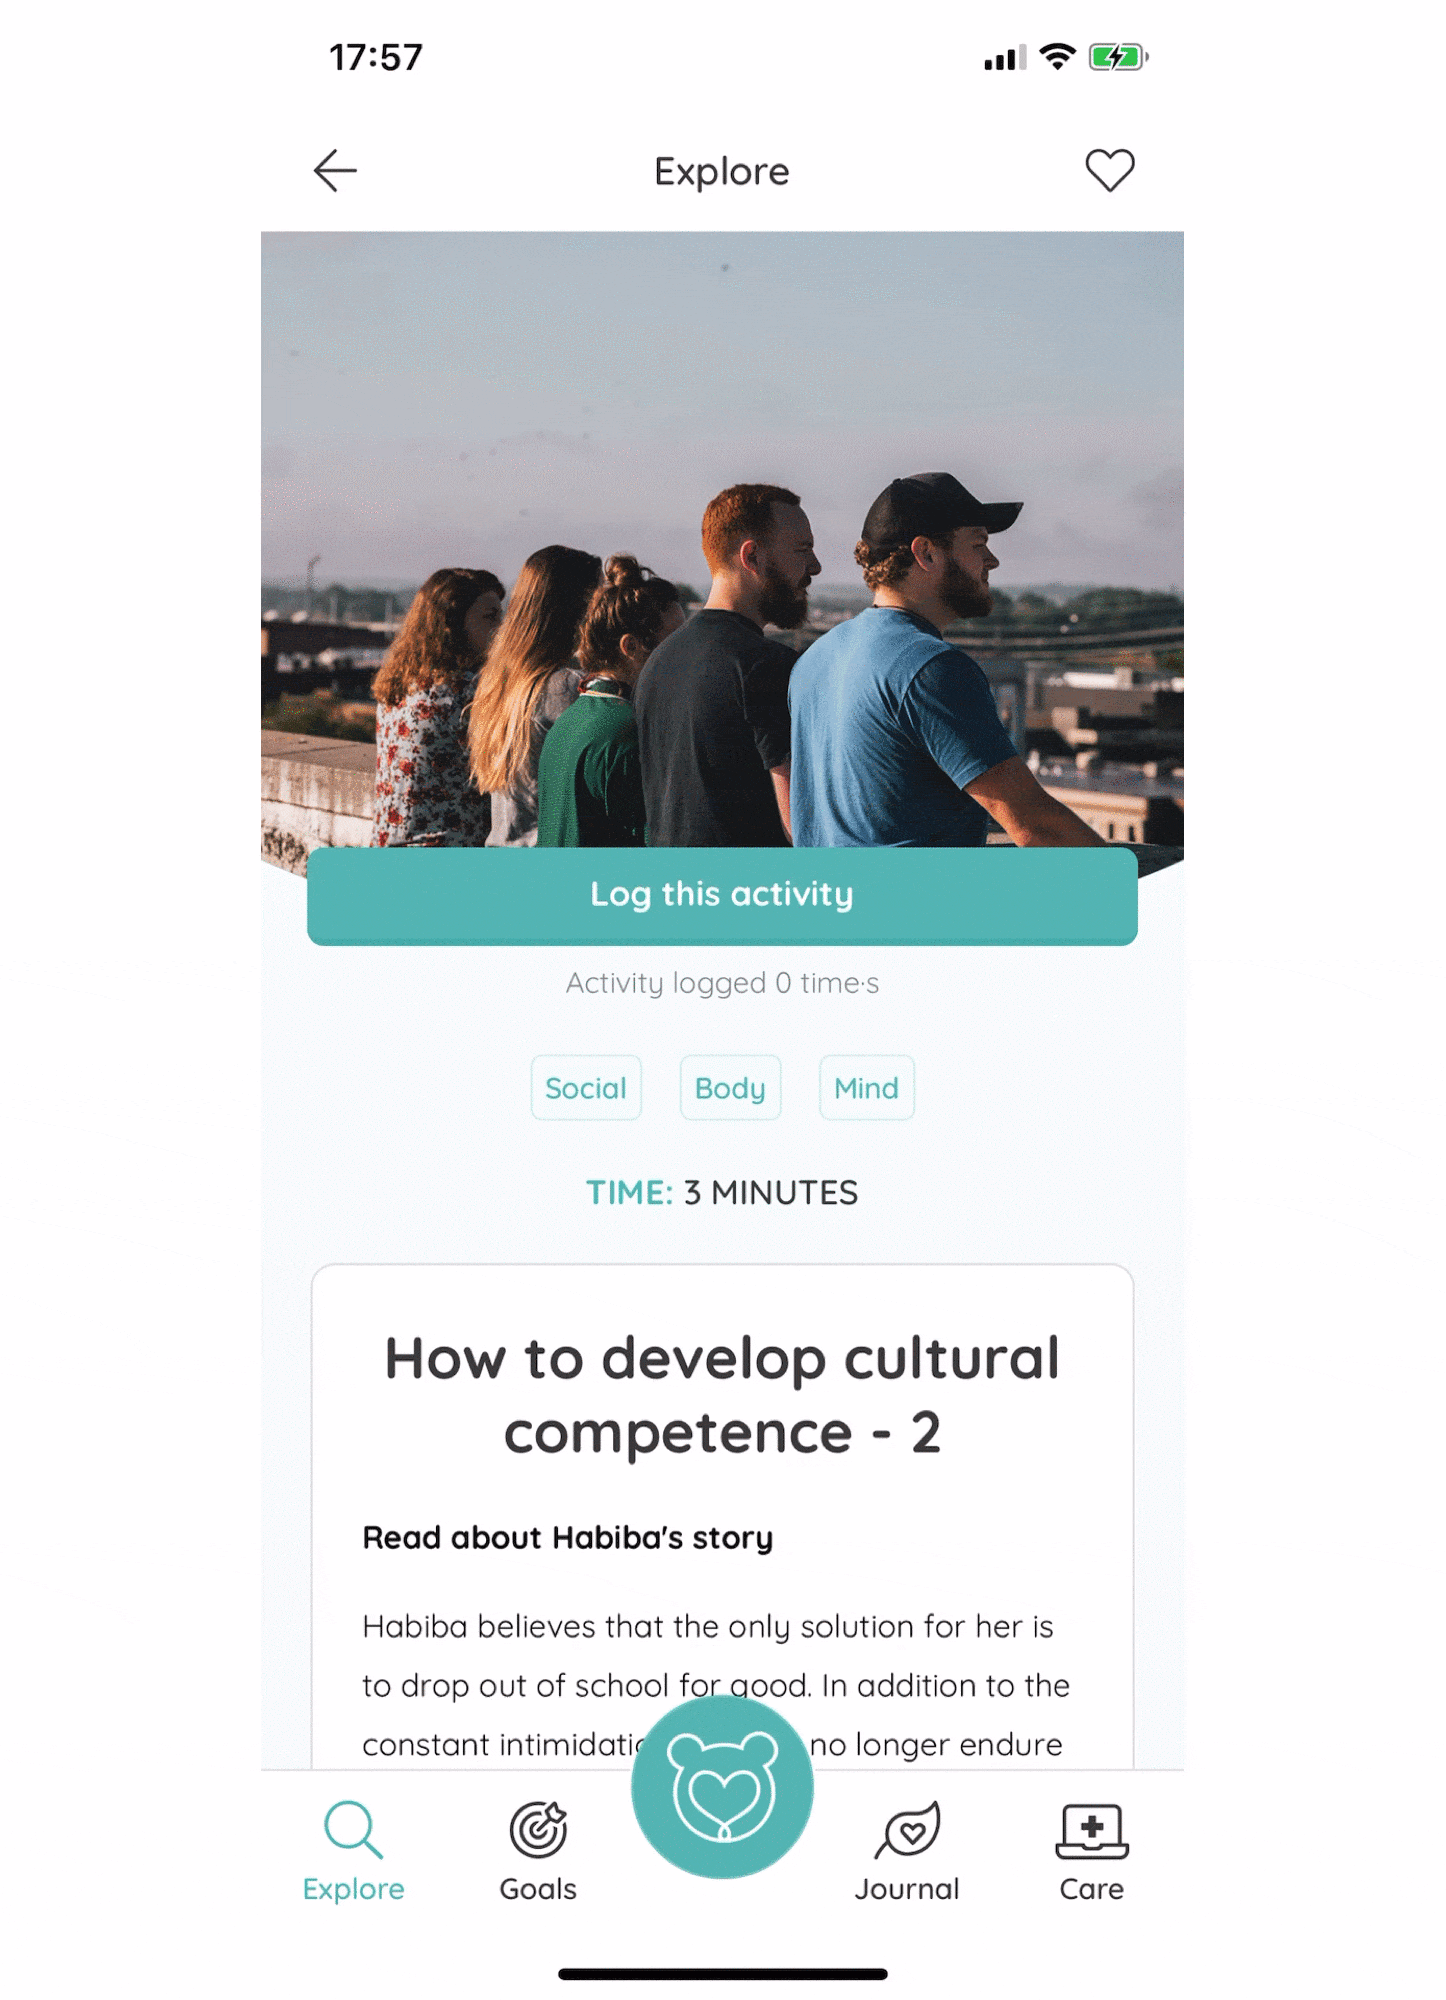 17:57
Explore
Log this activity
Activity logged 0 time·s
Social Body Mind
TIME: 3 MINUTES
How to develop cultural
competence - 2
Read about Habiba's story
Habiba believes that the only solution for her is
to drop out of school for good. In addition to the
constant no longer endure
Explore Goals Journal Care